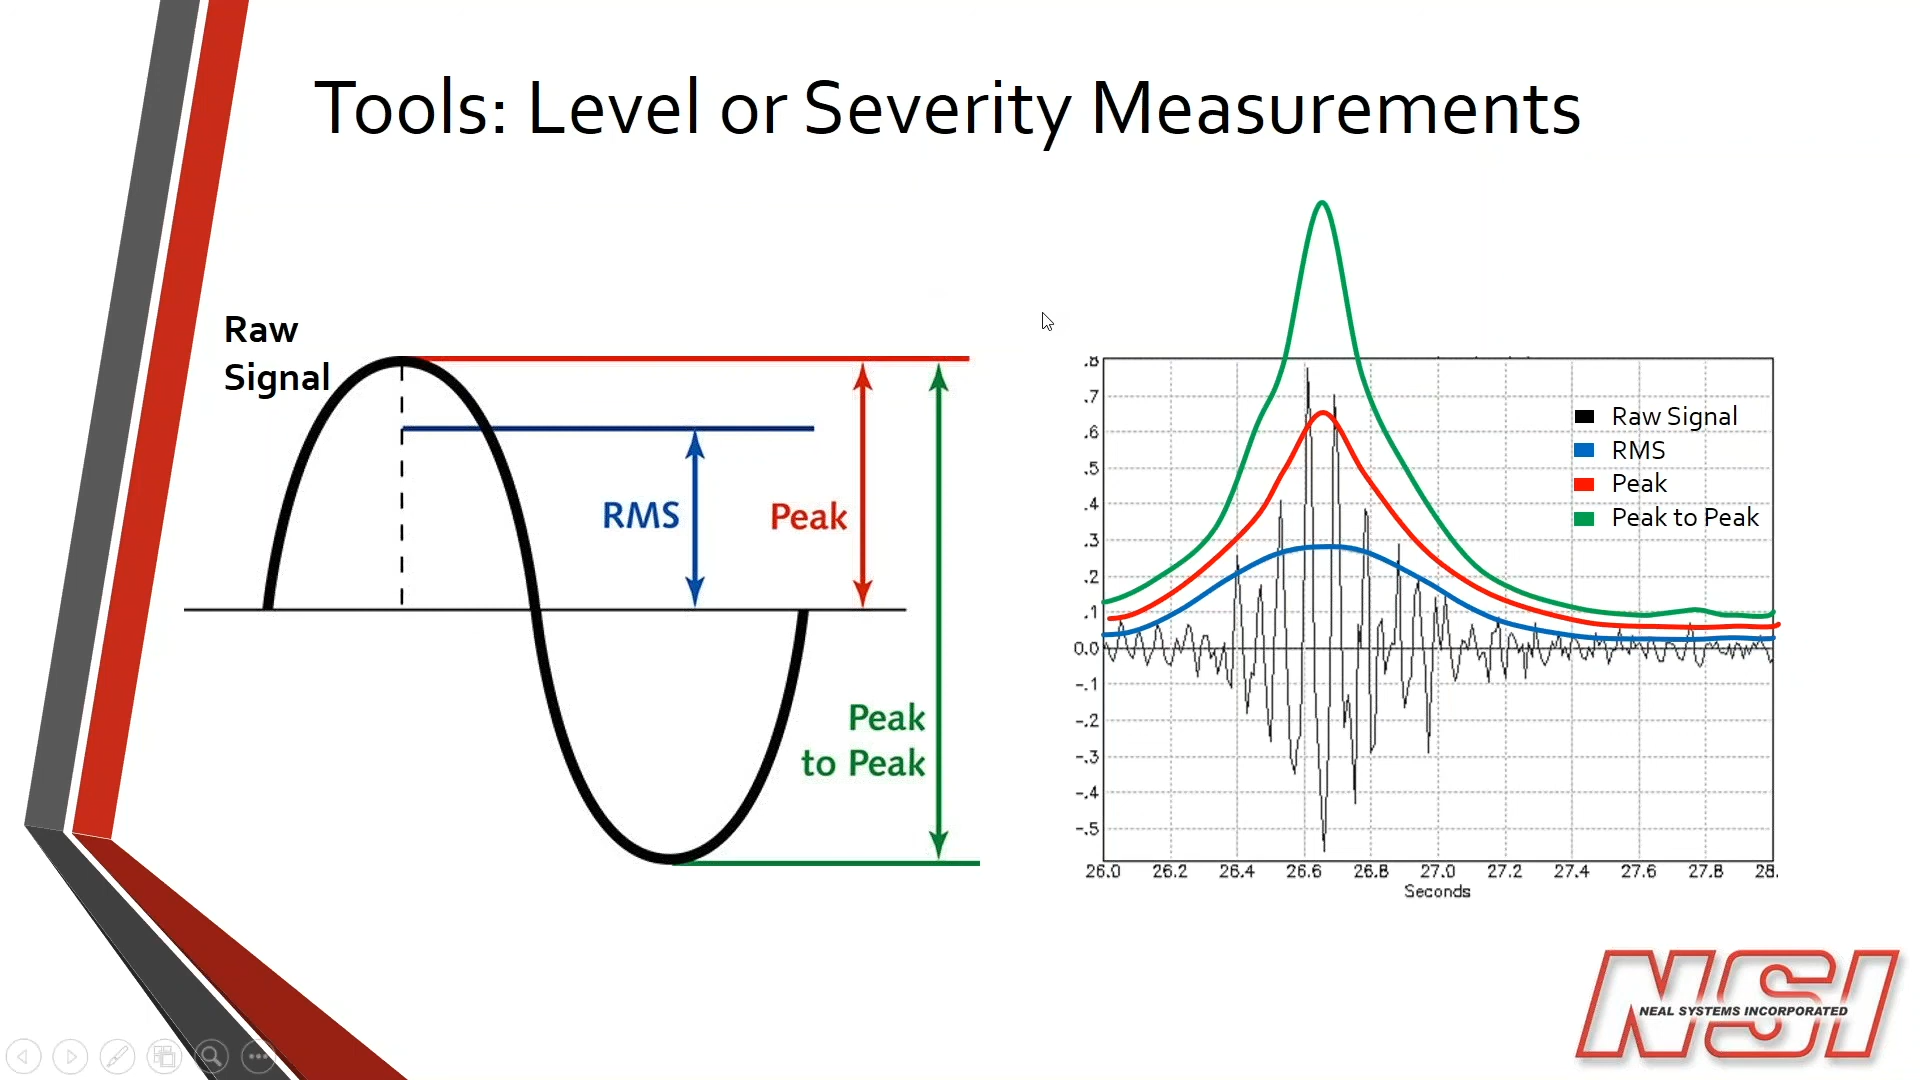 Tools: Level or Severity Measurements
Raw
Signal
RMS
Peak
Peak
to Peak
.8
.7
.6
.5
.4
.3
.2
.1
0.0
-.1
-.2
-.3
-.4
-.5
26.0 26.2 26.4 26.6 26.8 27.0 27.2 27.4 27.6 27.8 28.
Seconds
Raw Signal
RMS
Peak
Peak to Peak
NSI
NEAL SYSTEMS INCORPORATED